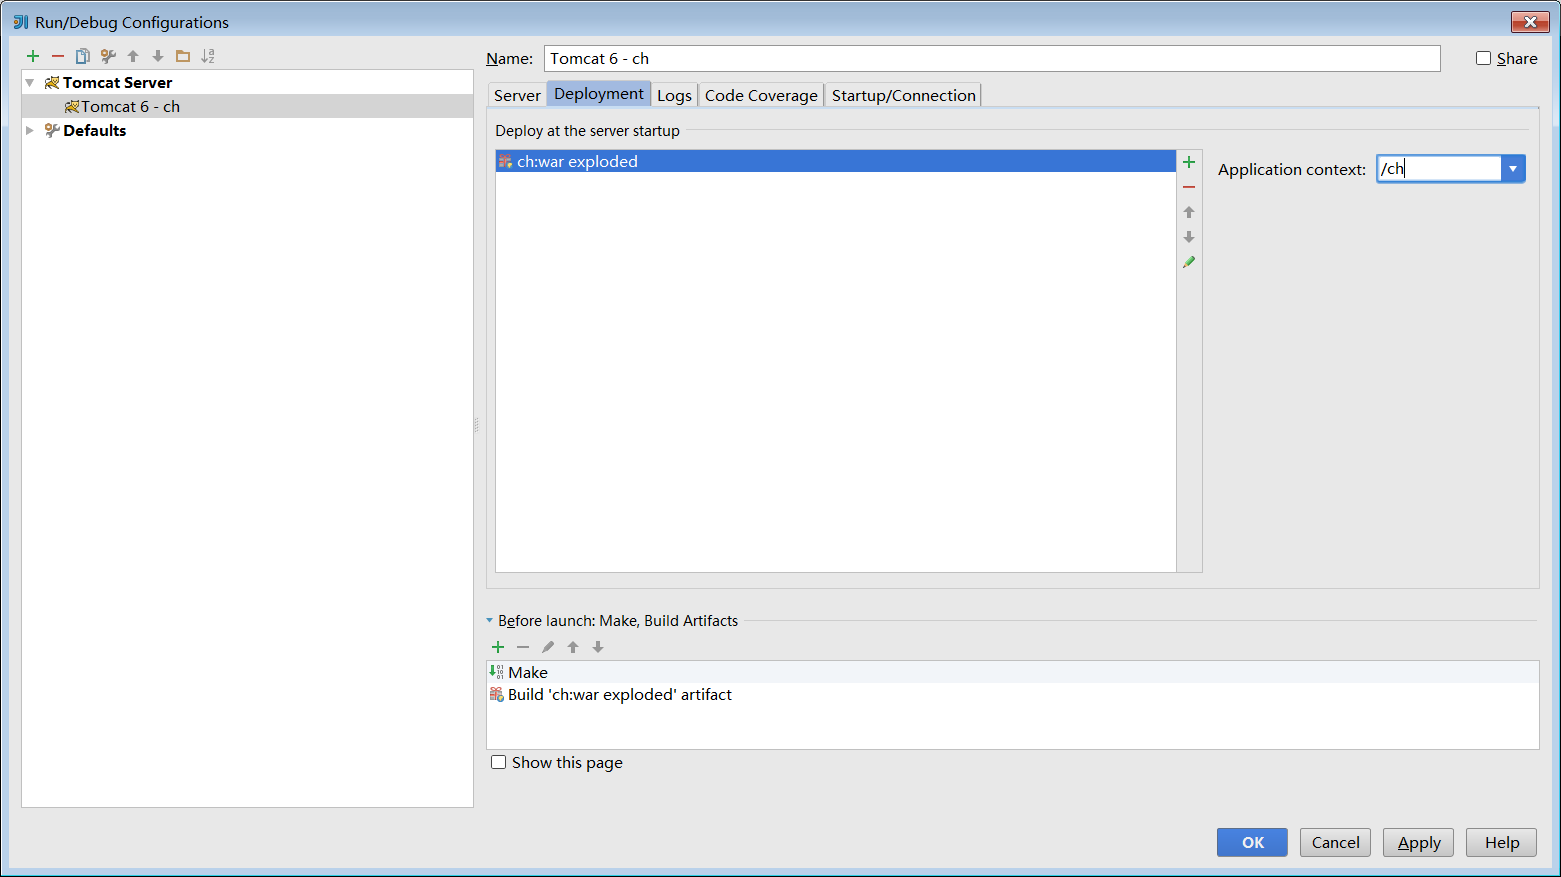 Run/Debug Configurations
Name: Tomcat 6 - ch Share
Tomcat Server
Tomcat 6 - ch
Defaults
Server Deployment Logs Code Coverage Startup/Connection
Deploy at the server startup
ch:war exploded
Application context: /ch
Before launch: Make, Build Artifacts
Make
Build 'ch:war exploded' artifact
Show this page
OK Cancel Apply Help